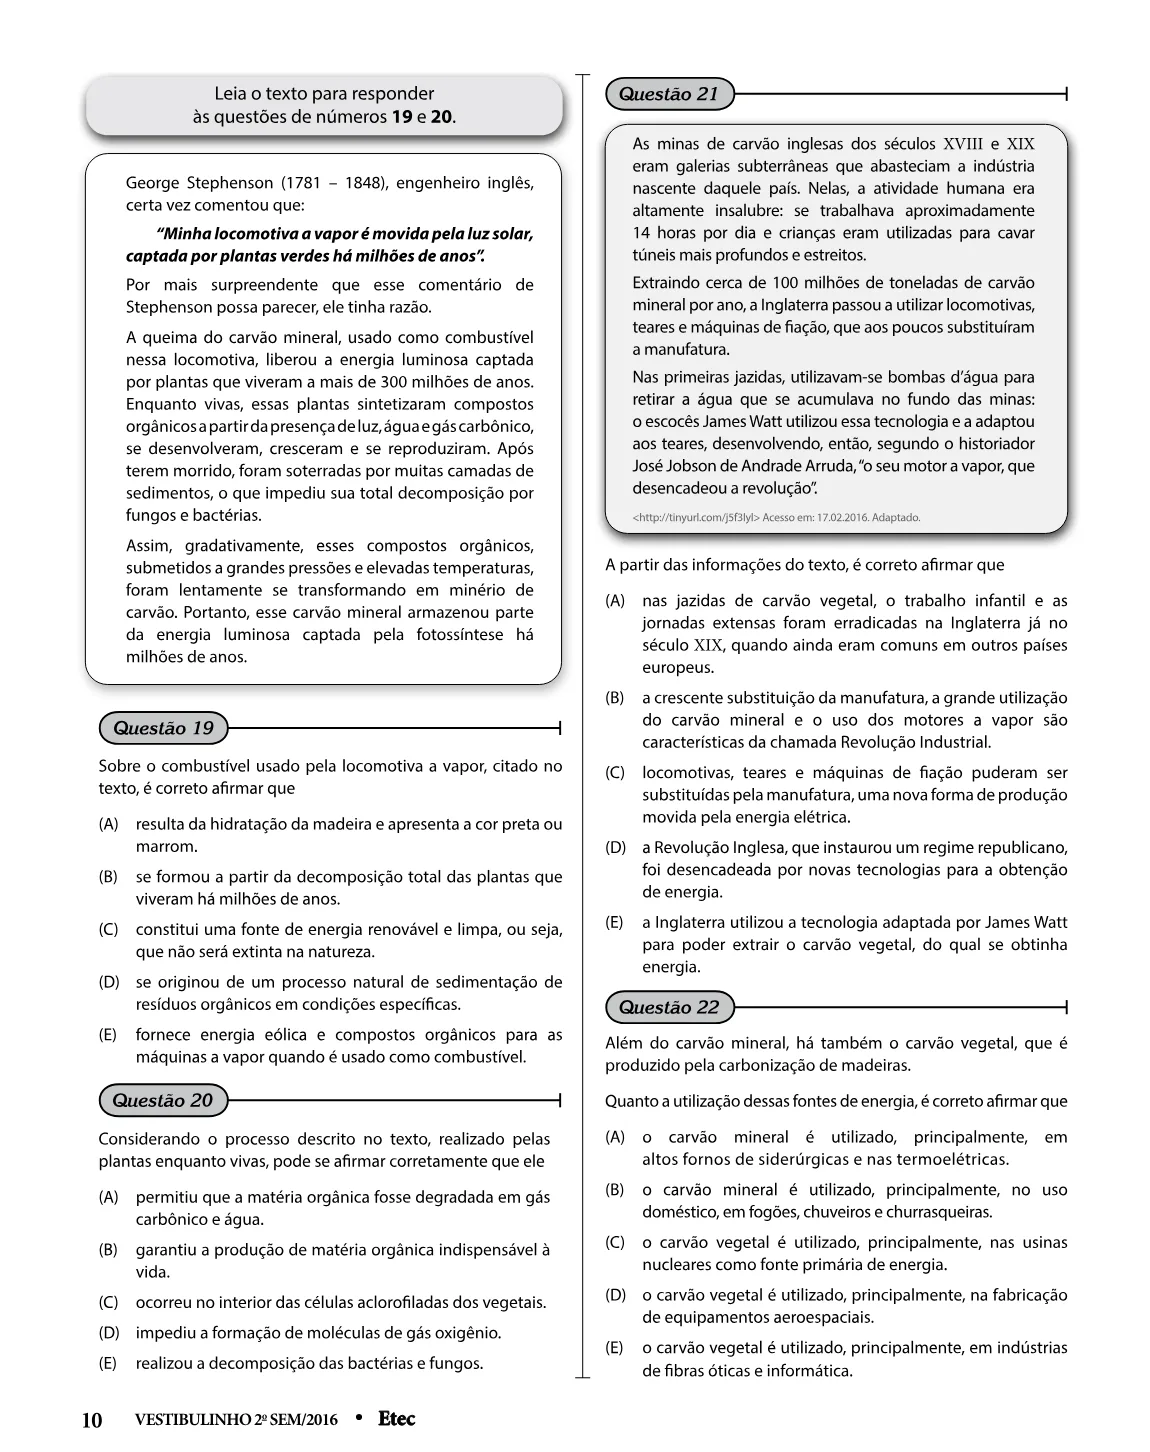 Leia o texto para responder
às questões de números 19 e 20.
George Stephenson (1781 – 1848), engenheiro inglês,
certa vez comentou que:
“Minha locomotiva a vapor é movida pela luz solar,
captada por plantas verdes há milhões de anos”.
Por mais surpreendente que esse comentário de
Stephenson possa parecer, ele tinha razão.
A queima do carvão mineral, usado como combustível
nessa locomotiva, liberou a energia luminosa captada
por plantas que viveram a mais de 300 milhões de anos.
Enquanto vivas, essas plantas sintetizaram compostos
orgânicos a partir da presença de luz, água e gás carbônico,
se desenvolveram, cresceram e se reproduziram. Após
terem morrido, foram soterradas por muitas camadas de
sedimentos, o que impediu sua total decomposição por
fungos e bactérias.
Assim, gradativamente, esses compostos orgânicos,
submetidos a grandes pressões e elevadas temperaturas,
foram lentamente se transformando em minério de
carvão. Portanto, esse carvão mineral armazenou parte
da energia luminosa captada pela fotossíntese há
milhões de anos.
Questão 19
Sobre o combustível usado pela locomotiva a vapor, citado no
texto, é correto afirmar que
(A) resulta da hidratação da madeira e apresenta a cor preta ou
marrom.
(B) se formou a partir da decomposição total das plantas que
viveram há milhões de anos.
(C) constitui uma fonte de energia renovável e limpa, ou seja,
que não será extinta na natureza.
(D) se originou de um processo natural de sedimentação de
resíduos orgânicos em condições específicas.
(E) fornece energia eólica e compostos orgânicos para as
máquinas a vapor quando é usado como combustível.
Questão 20
Considerando o processo descrito no texto, realizado pelas
plantas enquanto vivas, pode se afirmar corretamente que ele
(A) permitiu que a matéria orgânica fosse degradada em gás
carbônico e água.
(B) garantiu a produção de matéria orgânica indispensável à
vida.
(C) ocorreu no interior das células aclorofiladas dos vegetais.
(D) impediu a formação de moléculas de gás oxigênio.
(E) realizou a decomposição das bactérias e fungos.
Questão 21
As minas de carvão inglesas dos séculos XVIII e XIX
eram galerias subterrâneas que abasteciam a indústria
nascente daquele país. Nelas, a atividade humana era
altamente insalubre: se trabalhava aproximadamente
14 horas por dia e crianças eram utilizadas para cavar
túneis mais profundos e estreitos.
Extraindo cerca de 100 milhões de toneladas de carvão
mineral por ano, a Inglaterra passou a utilizar locomotivas,
teares e máquinas de fiação, que aos poucos substituíram
a manufatura.
Nas primeiras jazidas, utilizavam-se bombas d’água para
retirar a água que se acumulava no fundo das minas:
o escocês James Watt utilizou essa tecnologia e a adaptou
aos teares, desenvolvendo, então, segundo o historiador
José Jobson de Andrade Arruda, “o seu motor a vapor, que
desencadeou a revolução”.
<http://tinyurl.com/j5f3lyl> Acesso em: 17.02.2016. Adaptado.
A partir das informações do texto, é correto afirmar que
(A) nas jazidas de carvão vegetal, o trabalho infantil e as
jornadas extensas foram erradicadas na Inglaterra já no
século XIX, quando ainda eram comuns em outros países
europeus.
(B) a crescente substituição da manufatura, a grande utilização
do carvão mineral e o uso dos motores a vapor são
características da chamada Revolução Industrial.
(C) locomotivas, teares e máquinas de fiação puderam ser
substituídas pela manufatura, uma nova forma de produção
movida pela energia elétrica.
(D) a Revolução Inglesa, que instaurou um regime republicano,
foi desencadeada por novas tecnologias para a obtenção
de energia.
(E) a Inglaterra utilizou a tecnologia adaptada por James Watt
para poder extrair o carvão vegetal, do qual se obtinha
energia.
Questão 22
Além do carvão mineral, há também o carvão vegetal, que é
produzido pela carbonização de madeiras.
Quanto a utilização dessas fontes de energia, é correto afirmar que
(A) o carvão mineral é utilizado, principalmente, em
altos fornos de siderúrgicas e nas termoelétricas.
(B) o carvão mineral é utilizado, principalmente, no uso
doméstico, em fogões, chuveiros e churrasqueiras.
(C) o carvão vegetal é utilizado, principalmente, nas usinas
nucleares como fonte primária de energia.
(D) o carvão vegetal é utilizado, principalmente, na fabricação
de equipamentos aeroespaciais.
(E) o carvão vegetal é utilizado, principalmente, em indústrias
de fibras óticas e informática.
10 VESTIBULINHO 2º SEM/2016 • Etec